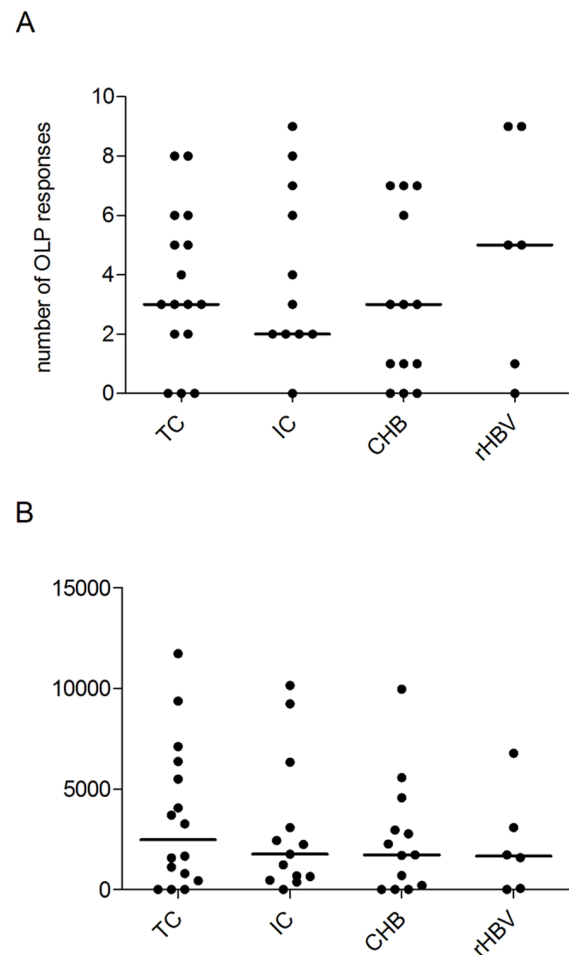 A
number of OLP responses
10
8
6
4
2
0
TC
IC
CHB
rHBV
B
15000
10000
5000
0
TC
IC
CHB
rHBV